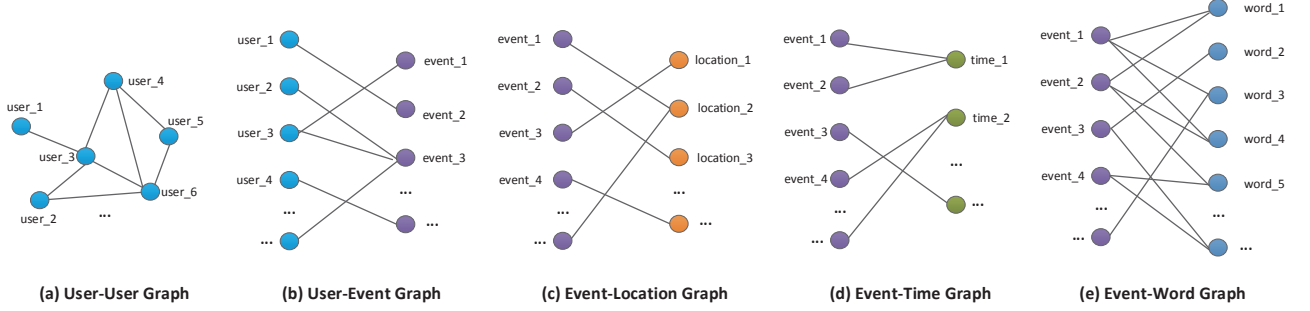 user_4
user_1
user_5
user_3
user_6
user_2
...
(a) User-User Graph
user_1
event_1
user_2
event_2
user_3
event_3
user_4
...
...
...
...
(b) User-Event Graph
event_1
location_1
event_2
location_2
event_3
location_3
event_4
...
...
...
...
(c) Event-Location Graph
event_1
time_1
event_2
time_2
event_3
...
event_4
...
...
...
(d) Event-Time Graph
word_1
event_1
word_2
event_2
word_3
event_3
word_4
event_4
word_5
...
...
...
...
(e) Event-Word Graph